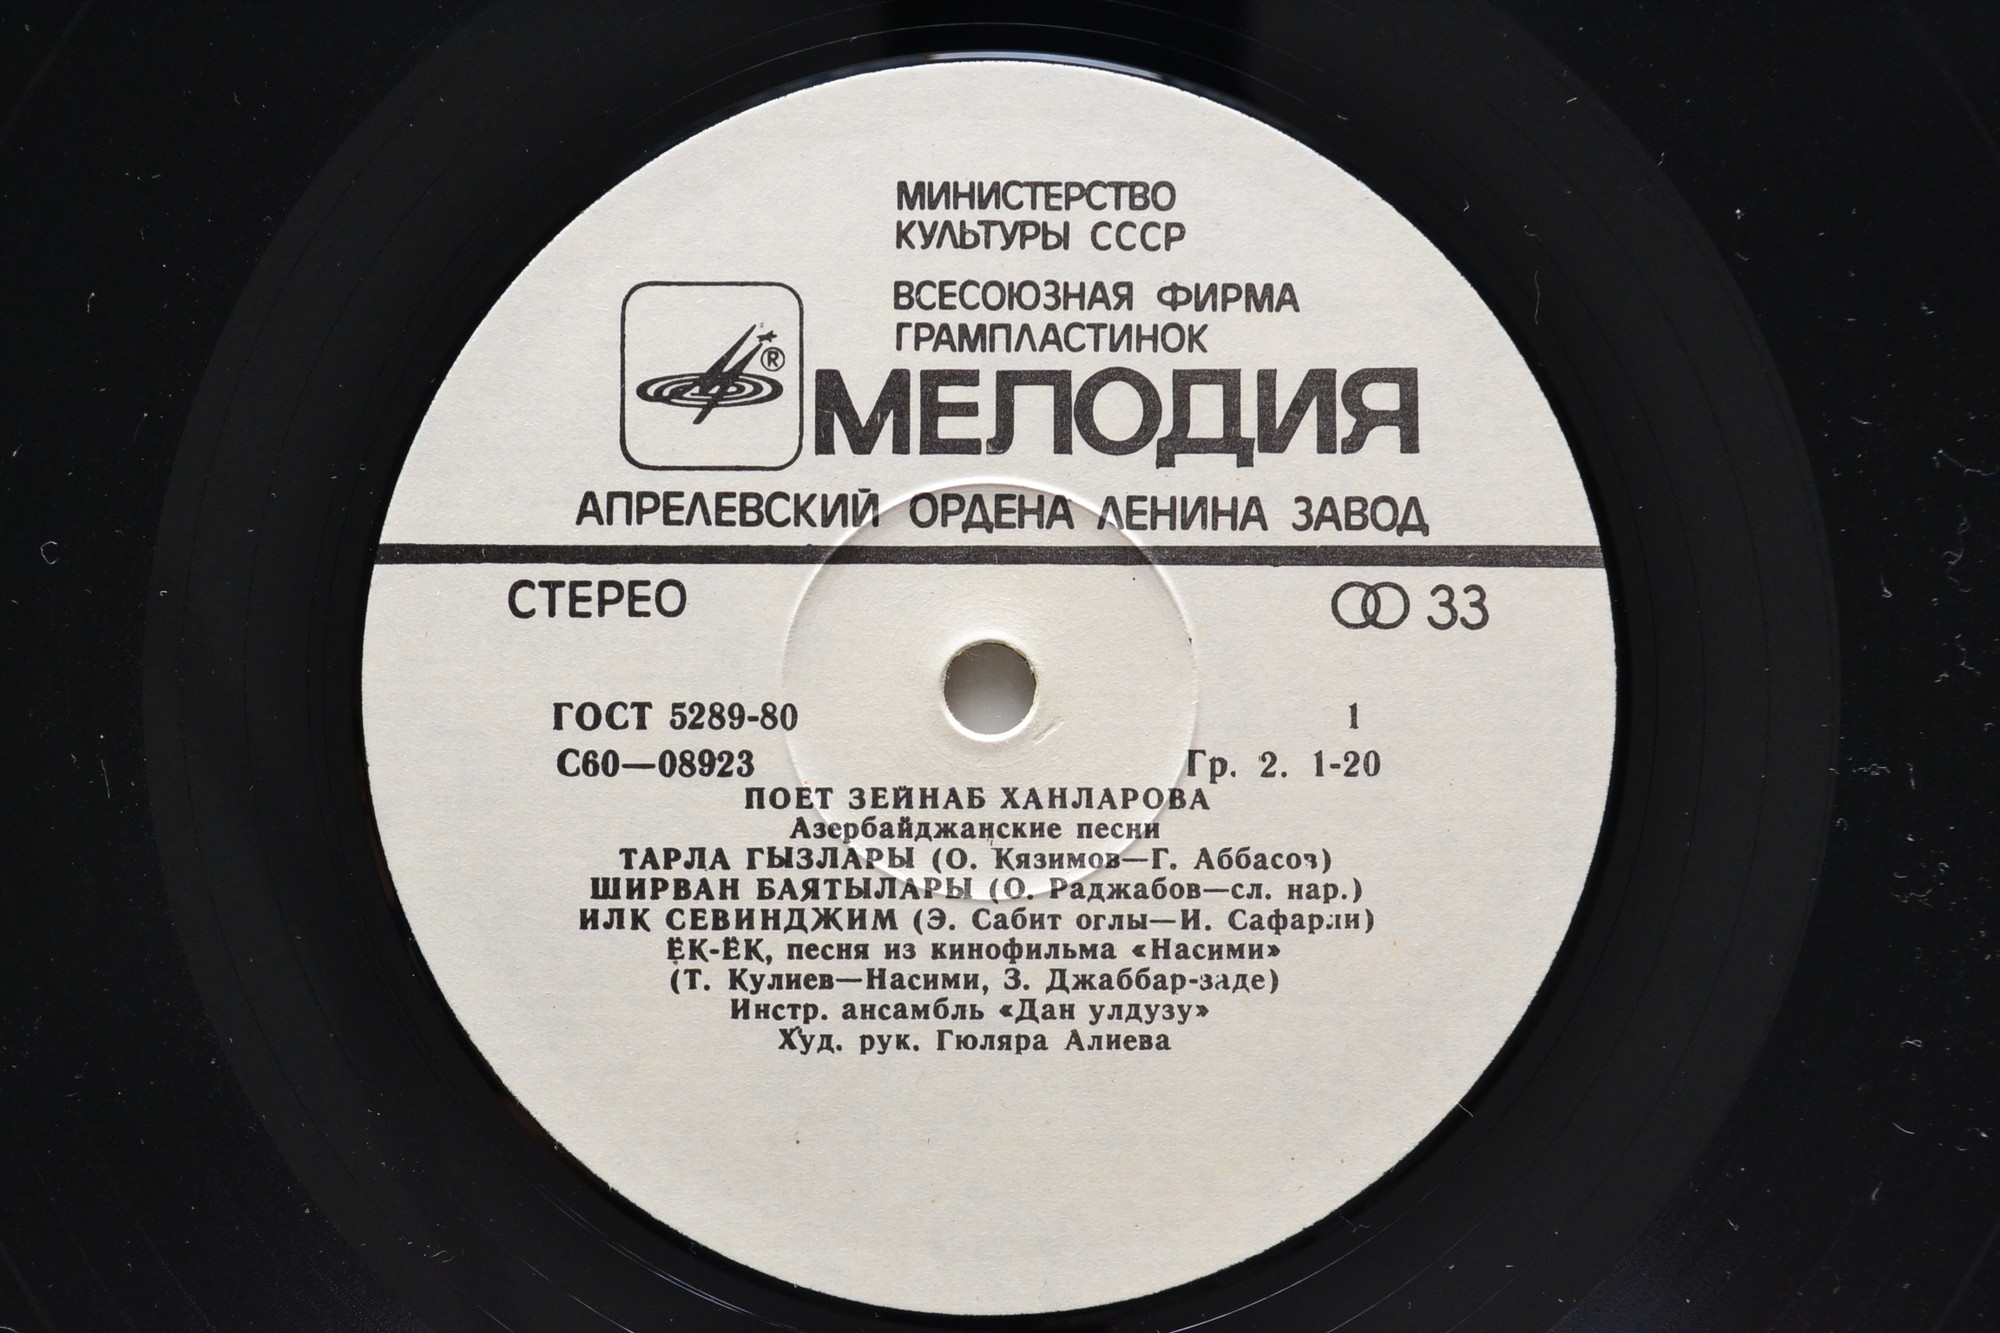 МИНИСТЕРСТВО
КУЛЬТУРЫ СССР
ВСЕСОЮЗНАЯ ФИРМА
ГРАМПЛАСТИНОК
®
МЕЛОДИЯ
АПРЕЛЕВСКИЙ ОРДЕНА ЛЕНИНА ЗАВОД
СТЕРЕО 33
ГОСТ 5289-80 1
С60—08923 Гр. 2. 1-20
ПОЕТ ЗЕЙНАБ ХАНЛАРОВА
Азербайджанские песни
ТАРЛА ГЫЗЛАРЫ (О. Кязимов—Г. Аббасов)
ШИРВАН БАЯТЫЛАРЫ (О. Раджабов—сл. нар.)
ИЛК СЕВИНДЖИМ (Э. Сабит оглы—И. Сафарли)
ЁК-ЁК, песня из кинофильма «Насими»
(Т. Кулиев—Насими, З. Джаббар-заде)
Инстр. ансамбль «Дан улдузу»
Худ. рук. Гюляра Алиева